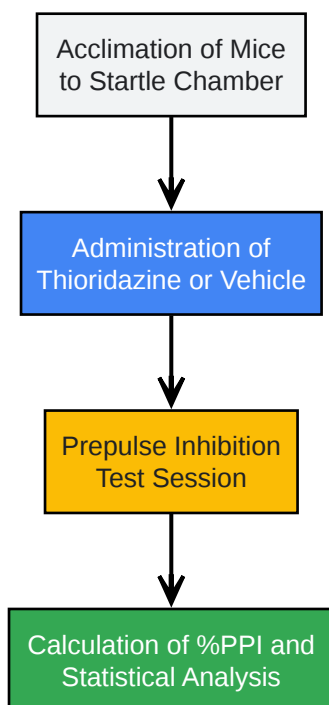 Acclimation of Mice
to Startle Chamber
Administration of
Thioridazine or Vehicle
Prepulse Inhibition
Test Session
Calculation of %PPI and
Statistical Analysis